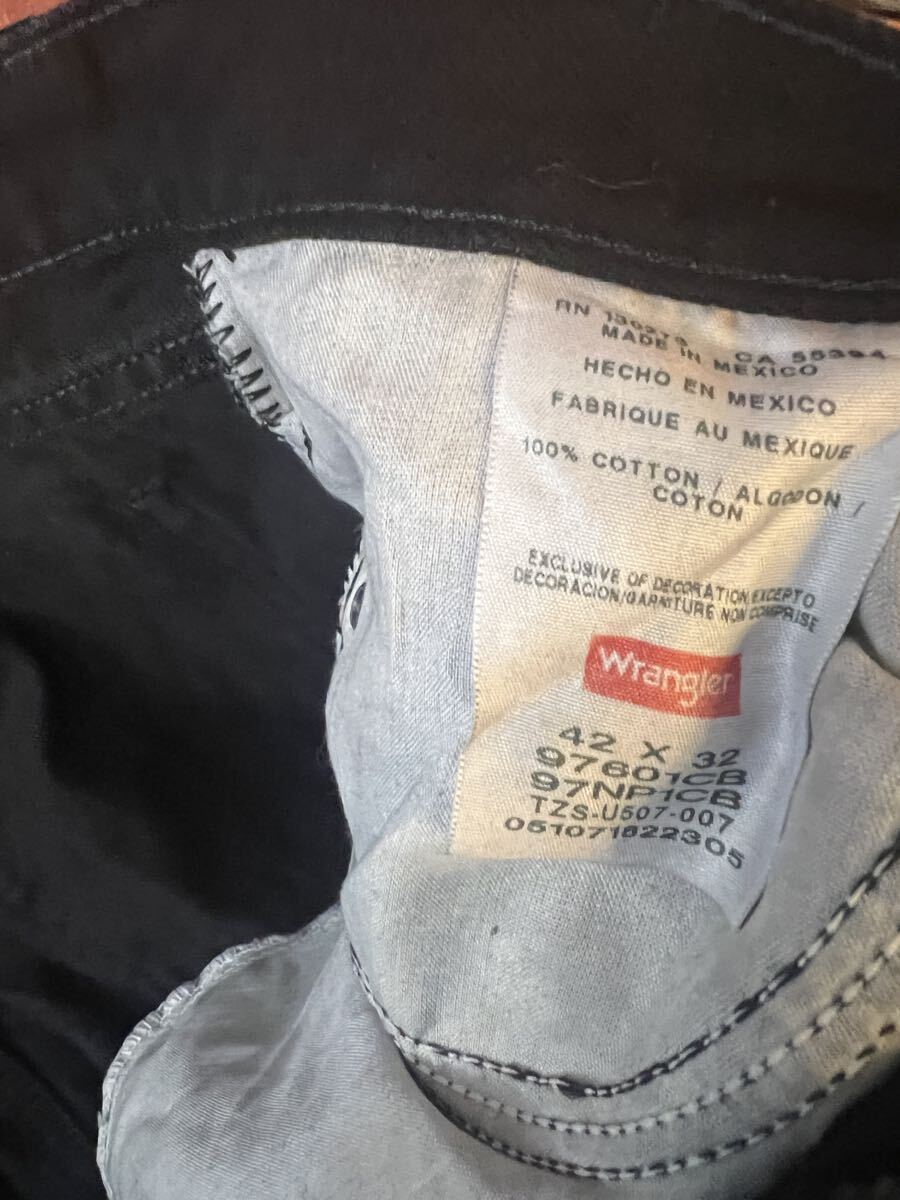 RN 130273 CA 55394
MADE IN MEXICO
HECHO EN MEXICO
FABRIQUE AU MEXIQUE
100% COTTON / ALGODON /
COTON
EXCLUSIVE OF DECORATION/EXCEPTO
DECORACION/GARNITURE NON COMPRISE
Wrangler
42 X 32
97601CB
97NP1CB
TZS-U507-007
051071822305